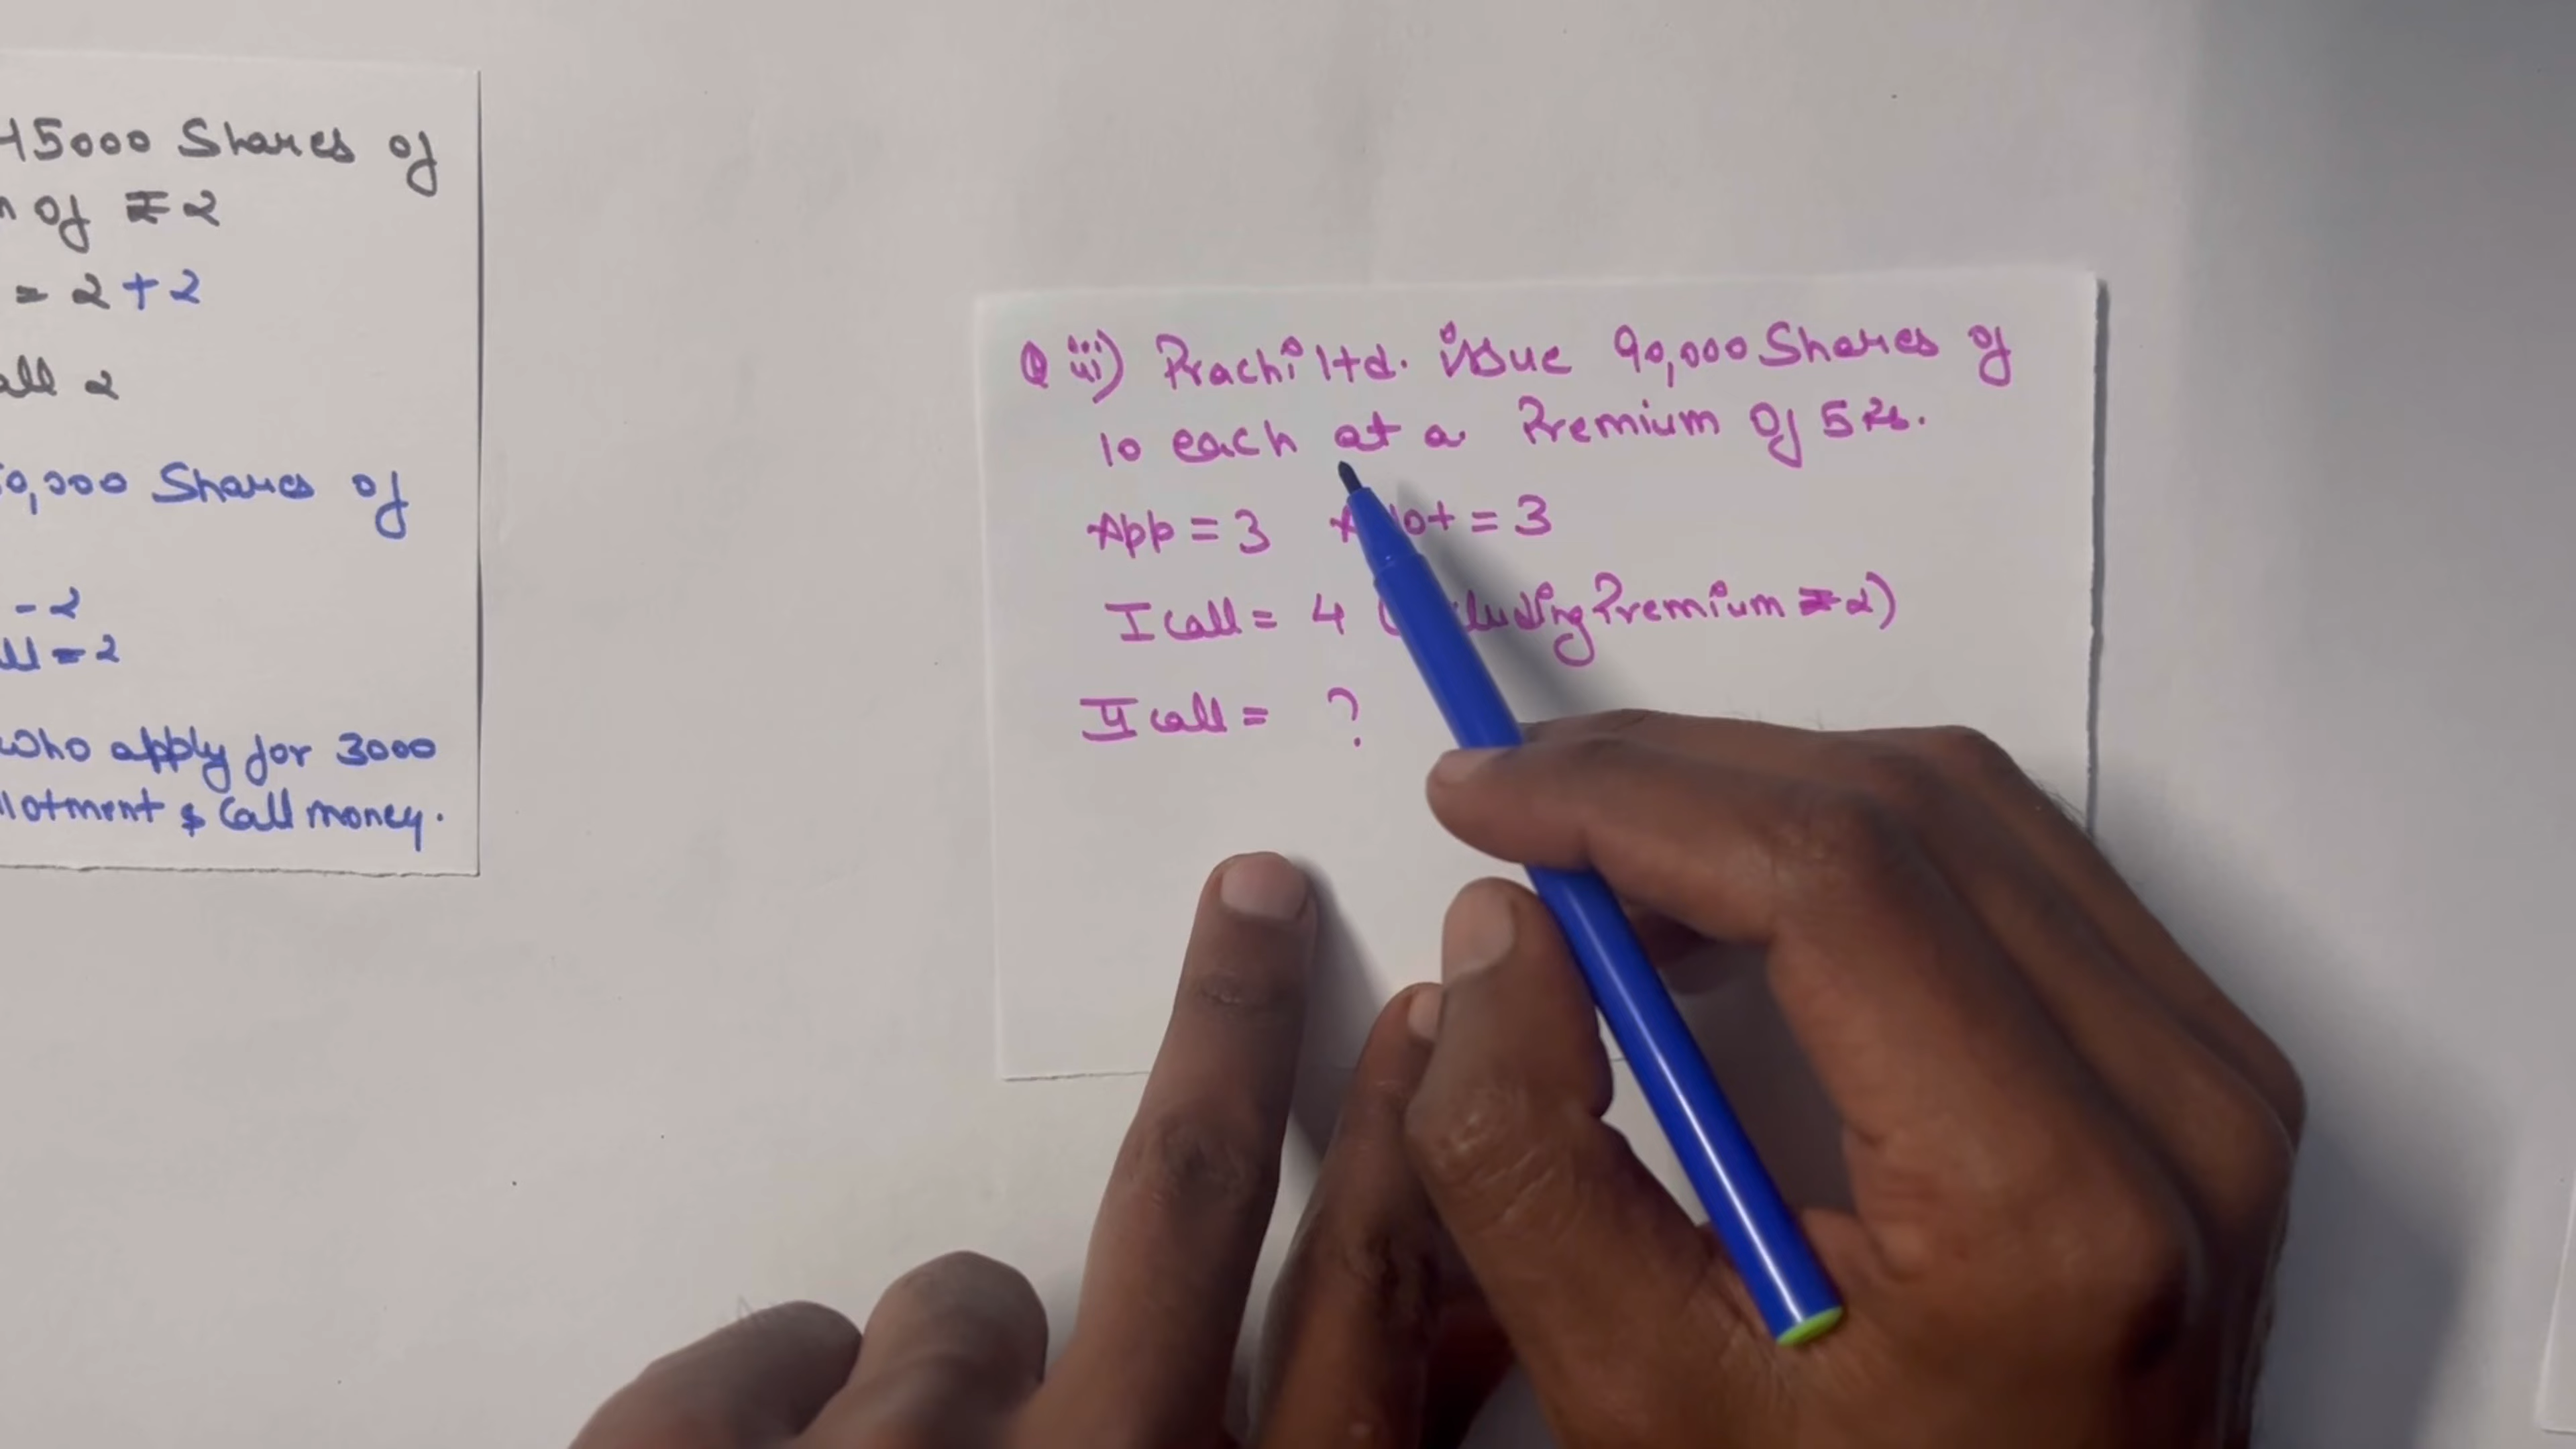 45000 Shares of
of ₹ 2
= 2 + 2
all 2
0,000 Shares of
- 2
= 2
who apply for 3000
lotment & Call money.
Q iii) Prachi ltd. issue 90,000 Shares of
10 each at a Premium of 5 Rs.
App = 3 = 3
I Call = 4 Premium ₹ 2)
II Call = ?